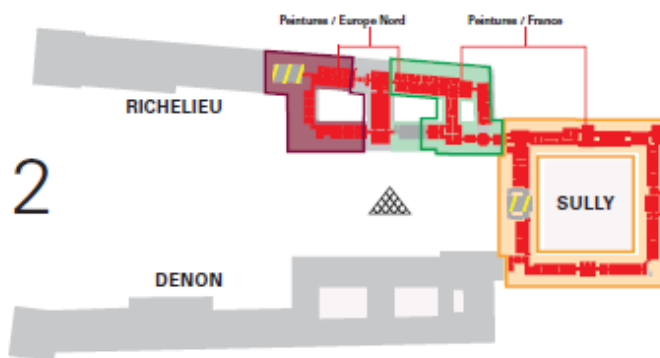 Peintures / Europe Nord
Peintures / France
RICHELIEU
2
SULLY
DENON